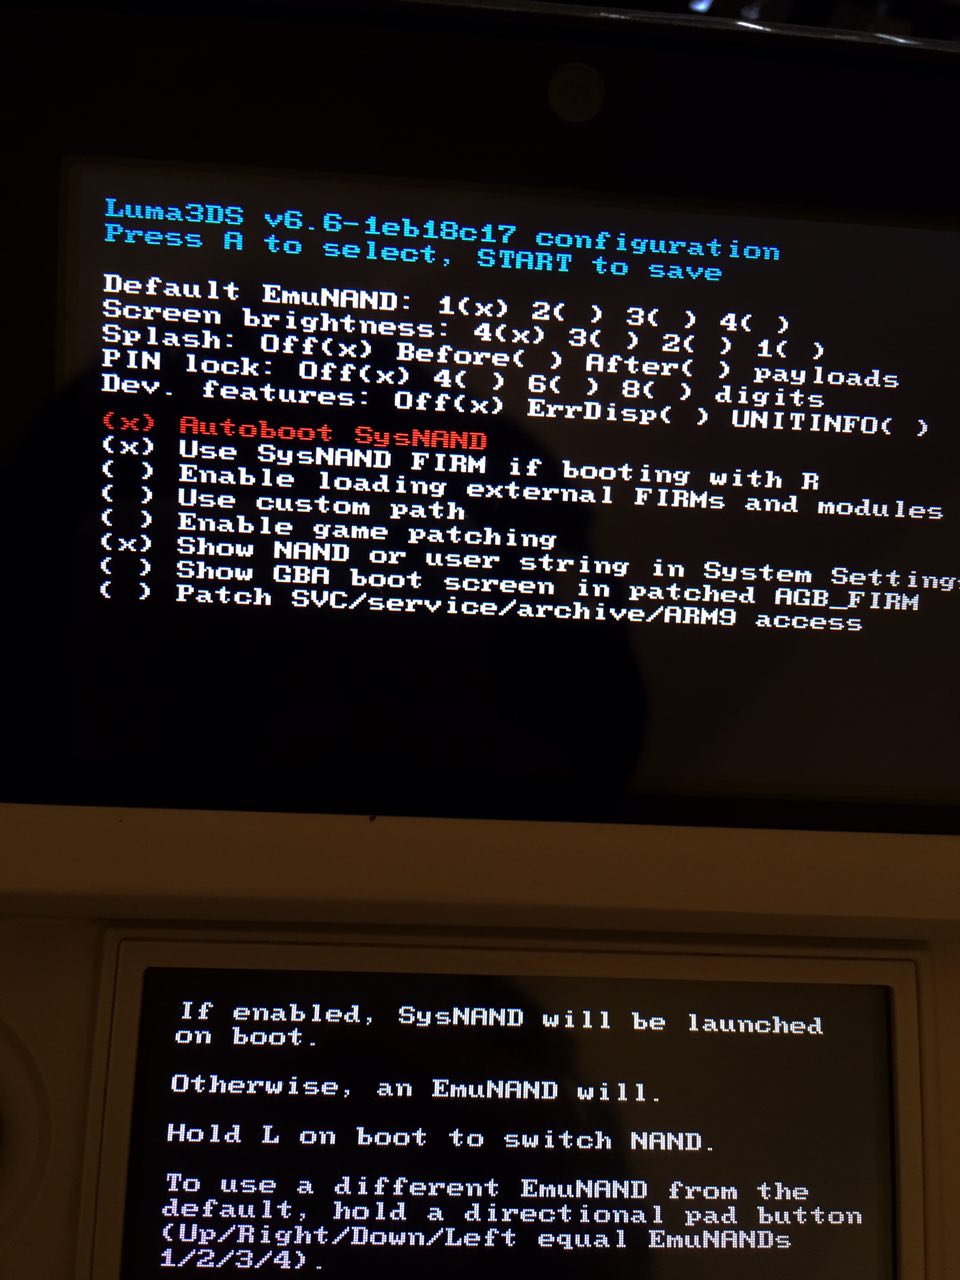 Luma3DS v6.6-1eb18c17 configuration
Press A to select, START to save
Default EmuNAND: 1(x) 2( ) 3( ) 4( )
Screen brightness: 4(x) 3( ) 2( ) 1( )
Splash: Off(x) Before( ) After( ) payloads
PIN lock: Off(x) 4( ) 6( ) 8( ) digits
Dev. features: Off(x) ErrDisp( ) UNITINFO( )
(x) Autoboot SysNAND
(x) Use SysNAND FIRM if booting with R
( ) Enable loading external FIRMs and modules
( ) Use custom path
( ) Enable game patching
(x) Show NAND or user string in System Setting
( ) Show GBA boot screen in patched AGB_FIRM
( ) Patch SVC/service/archive/ARM9 access
If enabled, SysNAND will be launched
on boot.
Otherwise, an EmuNAND will.
Hold L on boot to switch NAND.
To use a different EmuNAND from the
default, hold a directional pad button
(Up/Right/Down/Left equal EmuNANDs
1/2/3/4).